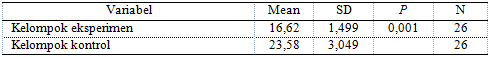 Variabel Mean SD P N
Kelompok eksperimen 16,62 1,499 0,001 26
Kelompok kontrol 23,58 3,049 26